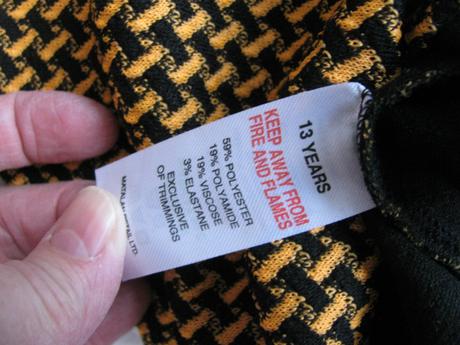 13 YEARS
KEEP AWAY FROM
FIRE AND FLAMES
59% POLYESTER
19% POLYAMIDE
19% VISCOSE
3% ELASTANE
EXCLUSIVE
OF TRIMMINGS
LTD.